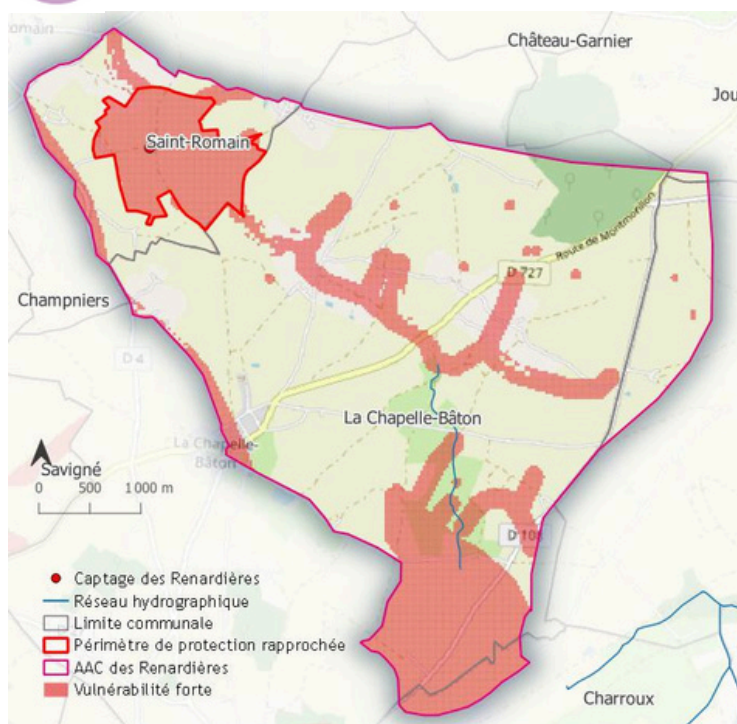 omain
Château-Garnier
Jou
Saint-Romain
Route de Montmorillon
D 727
Champniers
D 4
La Chapelle-Bâton
La Chapelle-
Bâton
Savigné
0 500 1 000 m
D 10
Captage des Renardières
Réseau hydrographique
Limite communale
Périmètre de protection rapprochée
AAC des Renardières
Vulnérabilité forte
Charroux